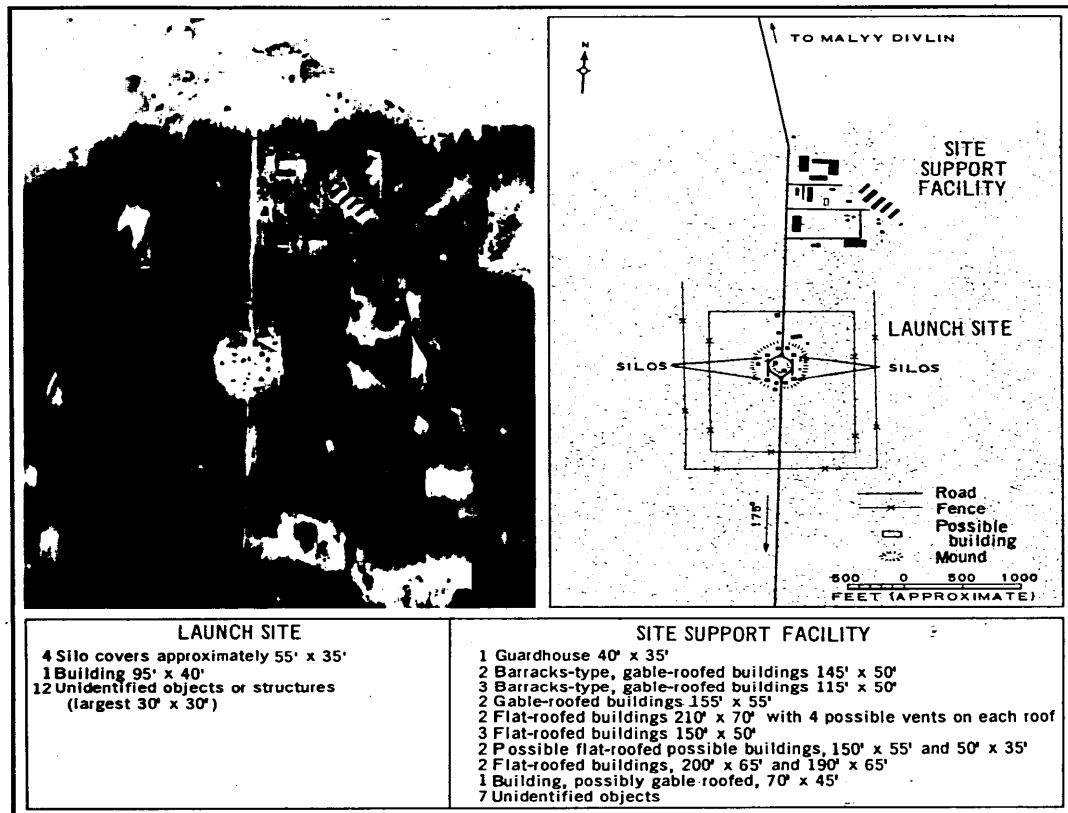 TO MALYY DIVLIN
N
SITE
SUPPORT
FACILITY
LAUNCH SITE
SILOS
SILOS
178°
Road
Fence
Possible
building
Mound
500 0 500 1000
FEET (APPROXIMATE)
LAUNCH SITE
4 Silo covers approximately 55' x 35'
1 Building 95' x 40'
12 Unidentified objects or structures
(largest 30' x 30')
SITE SUPPORT FACILITY
1 Guardhouse 40' x 35'
2 Barracks-type, gable-roofed buildings 145' x 50'
3 Barracks-type, gable-roofed buildings 115' x 50'
2 Gable-roofed buildings 155' x 55'
2 Flat-roofed buildings 210' x 70' with 4 possible vents on each roof
3 Flat-roofed buildings 150' x 50'
2 Possible flat-roofed possible buildings, 150' x 55' and 50' x 35'
2 Flat-roofed buildings, 200' x 65' and 190' x 65'
1 Building, possibly gable roofed, 70' x 45'
7 Unidentified objects